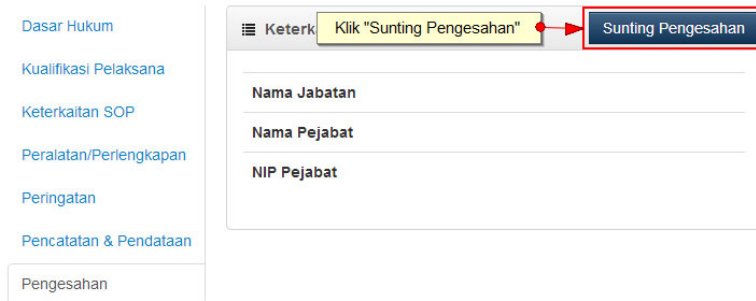 Dasar Hukum
Kualifikasi Pelaksana
Keterkaitan SOP
Peralatan/Perlengkapan
Peringatan
Pencatatan & Pendataan
Pengesahan
Klik "Sunting Pengesahan"
Sunting Pengesahan
Nama Jabatan
Nama Pejabat
NIP Pejabat